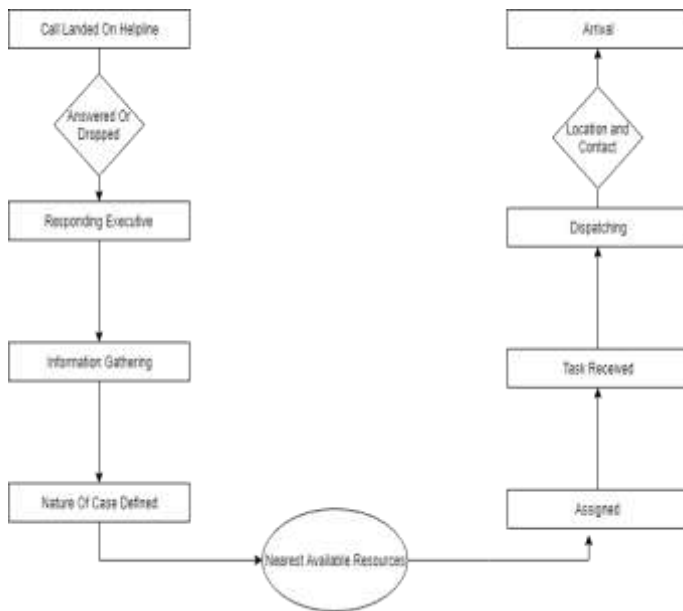 Call Landed On Helpline
Answered Or
Dropped
Responding Executive
Information Gathering
Nature Of Case Defined
Nearest Available Resources
Assigned
Task Received
Dispatching
Location and
Contact
Arrival